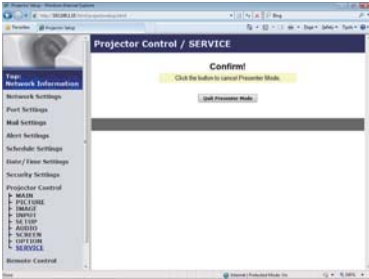 Projector Control / SERVICE
Confirm!
Click the button to cancel Presenter Mode.
Quit Presenter Mode
Top:
Network Information
Network Settings
Port Settings
Mail Settings
Alert Settings
Schedule Settings
Date/Time Settings
Security Settings
Projector Control
MAIN
PICTURE
IMAGE
INPUT
SETUP
AUDIO
SCREEN
OPTION
SERVICE
Remote Control